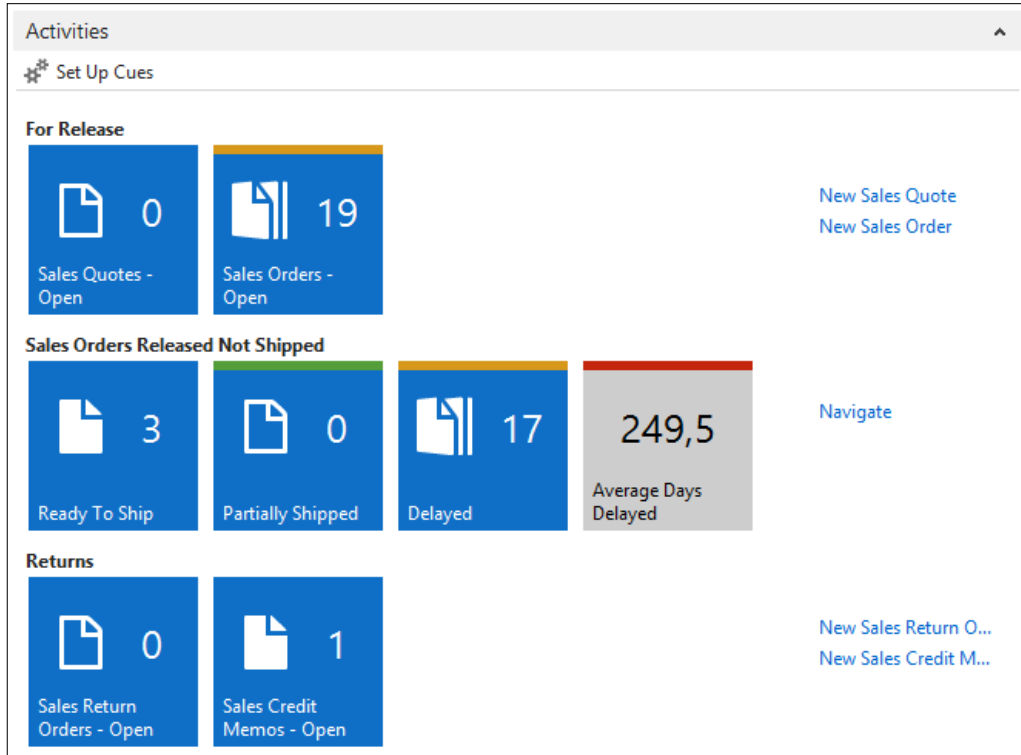 Activities
Set Up Cues
For Release
0
Sales Quotes -
Open
19
Sales Orders -
Open
New Sales Quote
New Sales Order
Sales Orders Released Not Shipped
3
Ready To Ship
0
Partially Shipped
17
Delayed
249,5
Average Days
Delayed
Navigate
Returns
0
Sales Return
Orders - Open
1
Sales Credit
Memos - Open
New Sales Return O...
New Sales Credit M...